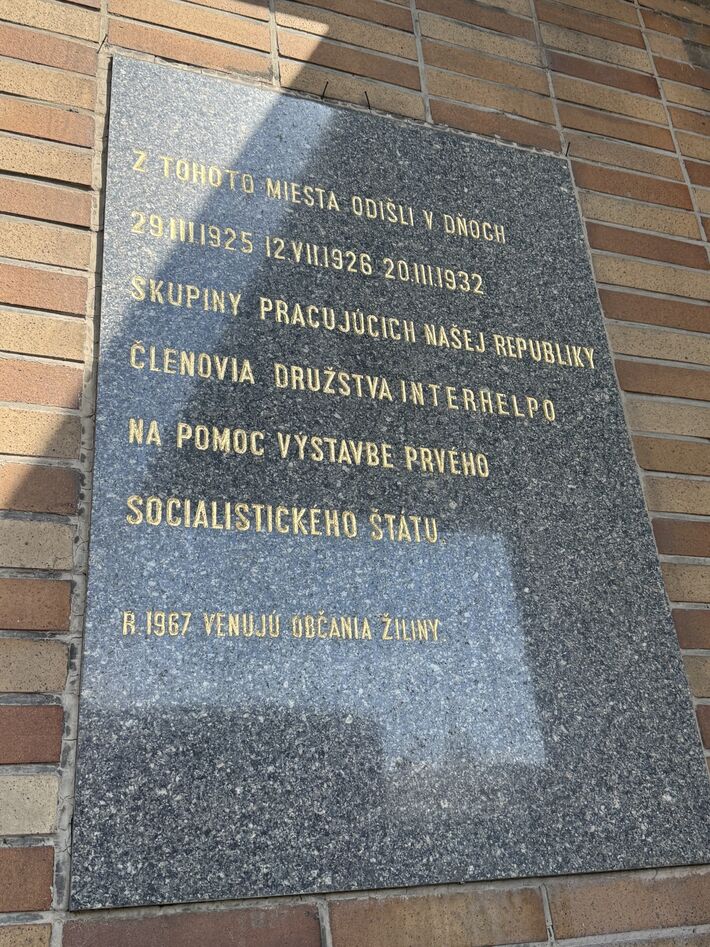 Z TOHOTO MIESTA ODIŠLI V DŇOCH
29.III.1925 12.VII.1926 20.III.1932
SKUPINY PRACUJÚCICH NAŠEJ REPUBLIKY
ČLENOVIA DRUŽSTVA INTERHELPO
NA POMOC VÝSTAVBE PRVÉHO
SOCIALISTICKÉHO ŠTÁTU
R. 1967 VENUJÚ OBČANIA ŽILINY